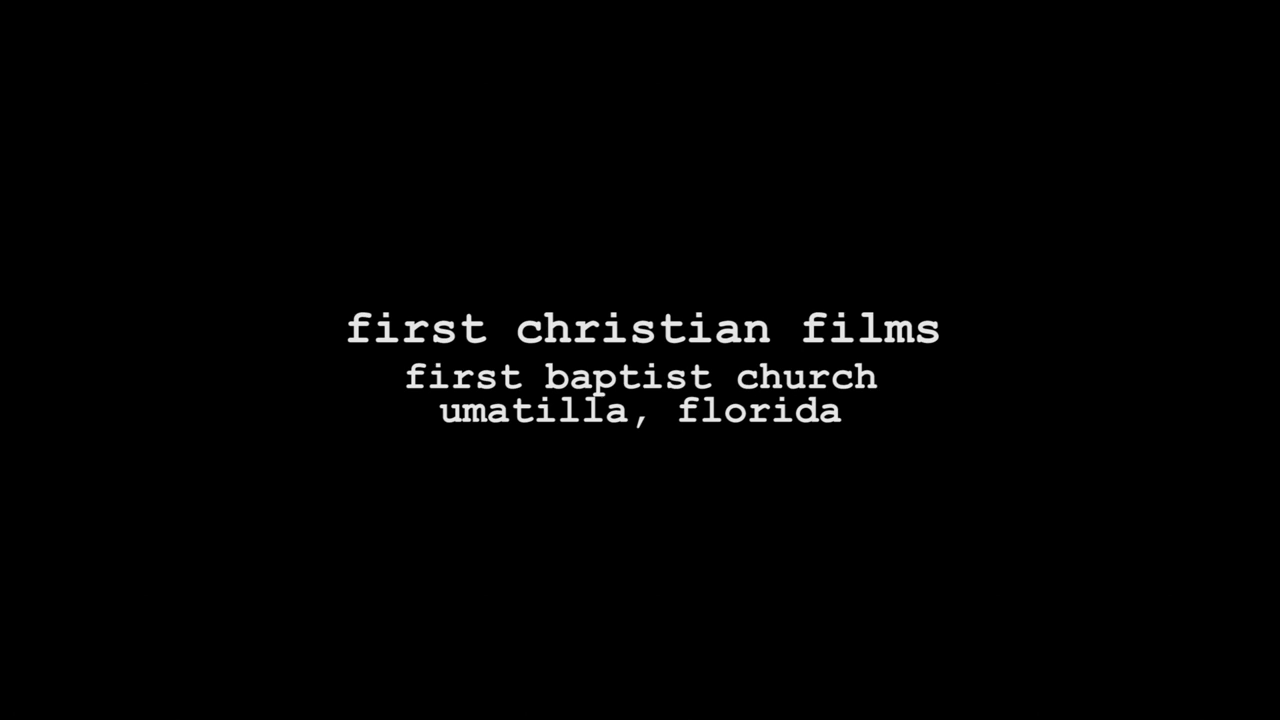 first christian films
first baptist church
umatilla, florida